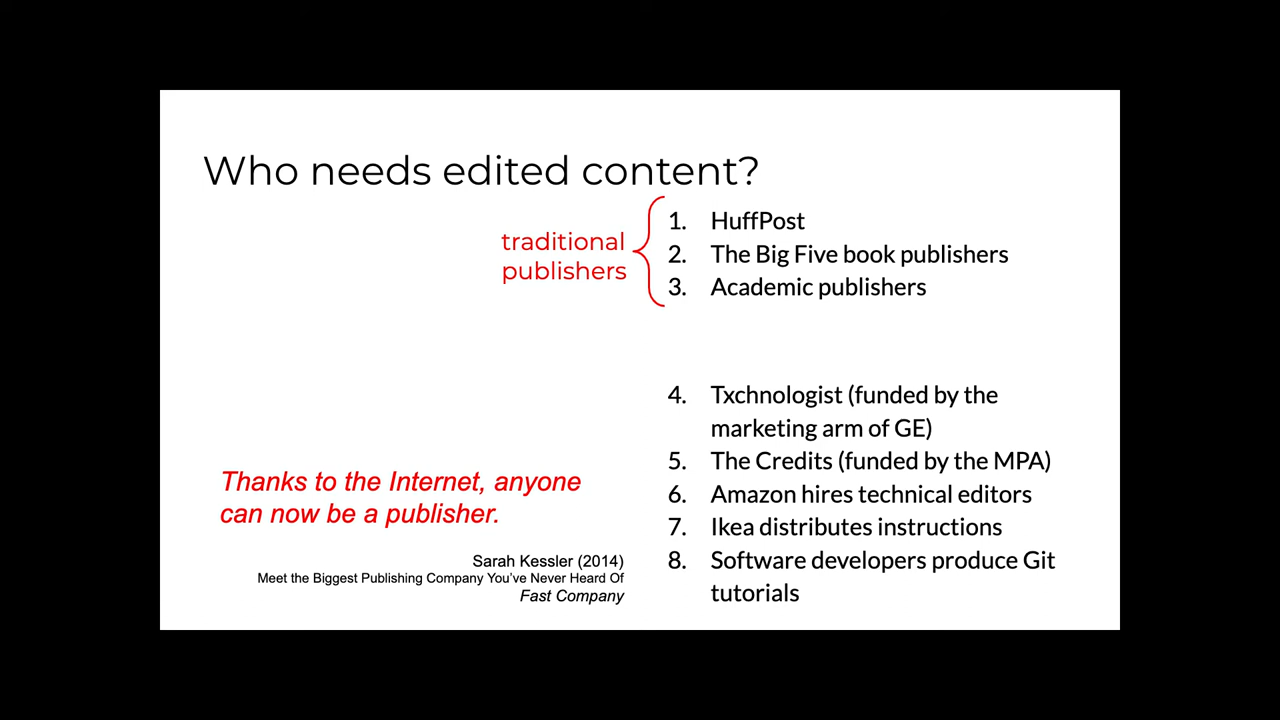 Who needs edited content?
traditional
publishers
1. HuffPost
2. The Big Five book publishers
3. Academic publishers
4. Txchnologist (funded by the
marketing arm of GE)
5. The Credits (funded by the MPA)
6. Amazon hires technical editors
7. Ikea distributes instructions
8. Software developers produce Git
tutorials
Thanks to the Internet, anyone
can now be a publisher.
Sarah Kessler (2014)
Meet the Biggest Publishing Company You've Never Heard Of
Fast Company